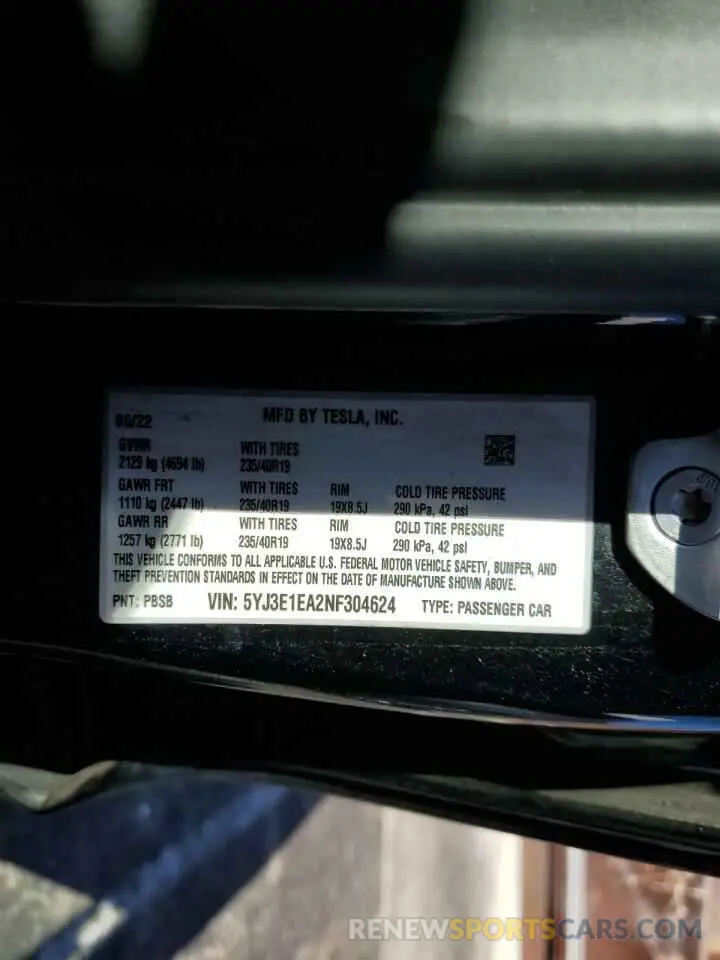 06/22 MFD BY TESLA, INC.
GVWR WITH TIRES
2129 kg (4694 lb) 235/40R19
GAWR FRT WITH TIRES RIM COLD TIRE PRESSURE
1110 kg (2447 lb) 235/40R19 19X8.5J 290 kPa, 42 psi
GAWR RR WITH TIRES RIM COLD TIRE PRESSURE
1257 kg (2771 lb) 235/40R19 19X8.5J 290 kPa, 42 psi
THIS VEHICLE CONFORMS TO ALL APPLICABLE U.S. FEDERAL MOTOR VEHICLE SAFETY, BUMPER, AND
THEFT PREVENTION STANDARDS IN EFFECT ON THE DATE OF MANUFACTURE SHOWN ABOVE.
PNT: PBSB VIN: 5YJ3E1EA2NF304624 TYPE: PASSENGER CAR
RENEWSPORTSCARS.COM